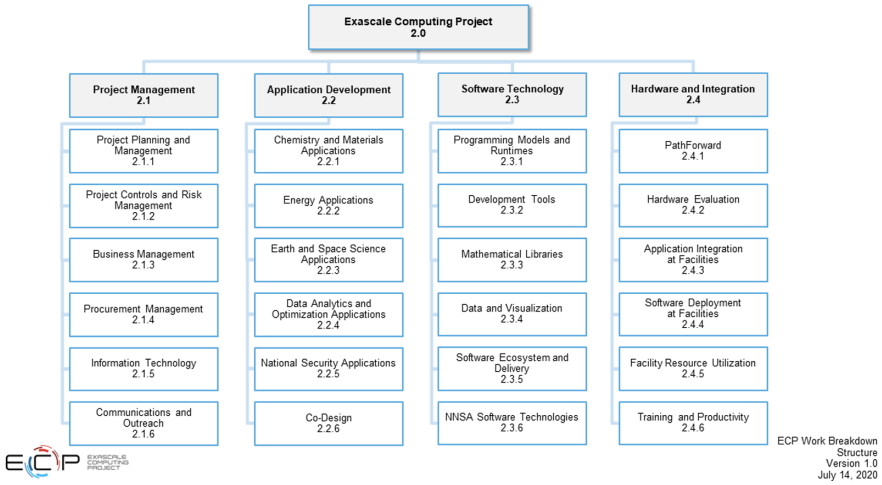 Exascale Computing Project
2.0
Project Management
2.1
Project Planning and
Management
2.1.1
Project Controls and Risk
Management
2.1.2
Business Management
2.1.3
Procurement Management
2.1.4
Information Technology
2.1.5
Communications and
Outreach
2.1.6
Application Development
2.2
Chemistry and Materials
Applications
2.2.1
Energy Applications
2.2.2
Earth and Space Science
Applications
2.2.3
Data Analytics and
Optimization Applications
2.2.4
National Security Applications
2.2.5
Co-Design
2.2.6
Software Technology
2.3
Programming Models and
Runtimes
2.3.1
Development Tools
2.3.2
Mathematical Libraries
2.3.3
Data and Visualization
2.3.4
Software Ecosystem and
Delivery
2.3.5
NNSA Software Technologies
2.3.6
Hardware and Integration
2.4
PathForward
2.4.1
Hardware Evaluation
2.4.2
Application Integration
at Facilities
2.4.3
Software Deployment
at Facilities
2.4.4
Facility Resource Utilization
2.4.5
Training and Productivity
2.4.6
ECP
EXASCALE
COMPUTING
PROJECT
ECP Work Breakdown
Structure
Version 1.0
July 14, 2020